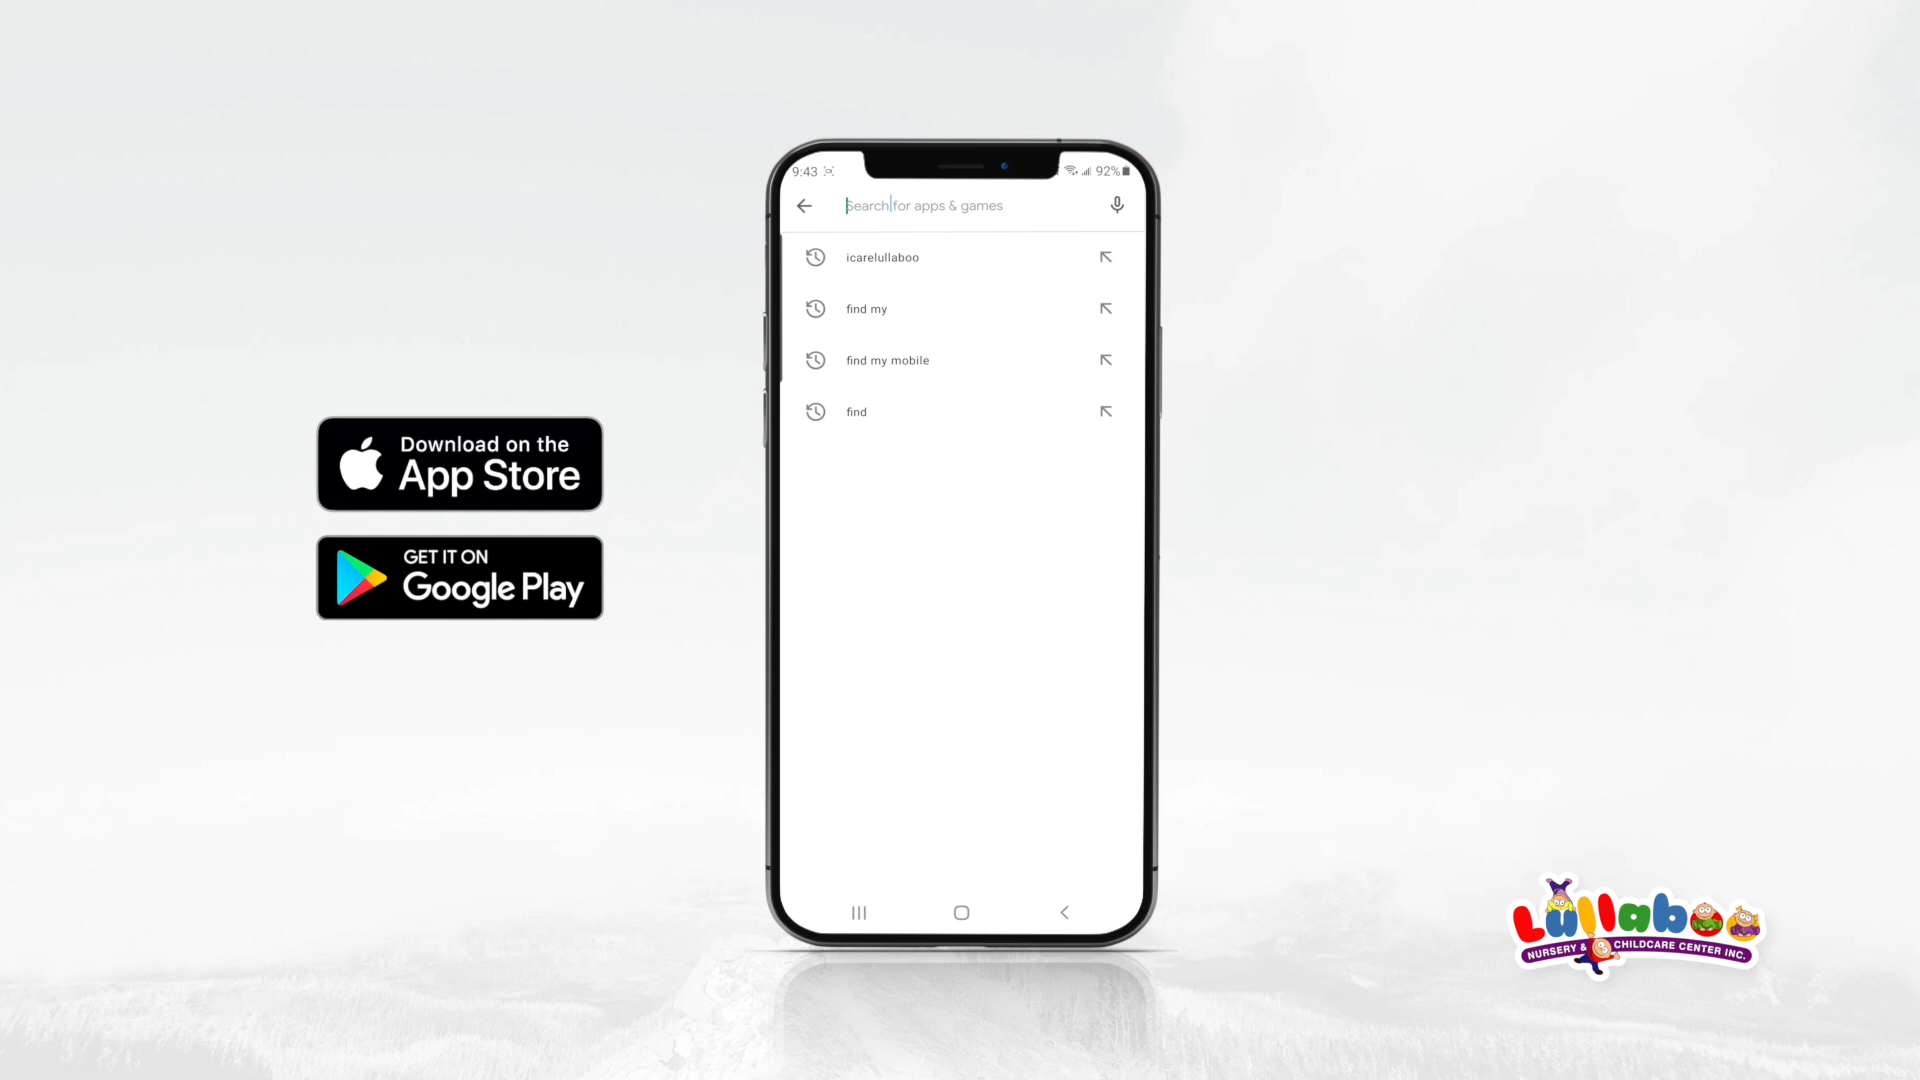 Download on the
App Store
GET IT ON
Google Play
9:43
92%
Search for apps & games
icarelullaboo
find my
find my mobile
find
Lullaboo
NURSERY & CHILDCARE CENTER INC.